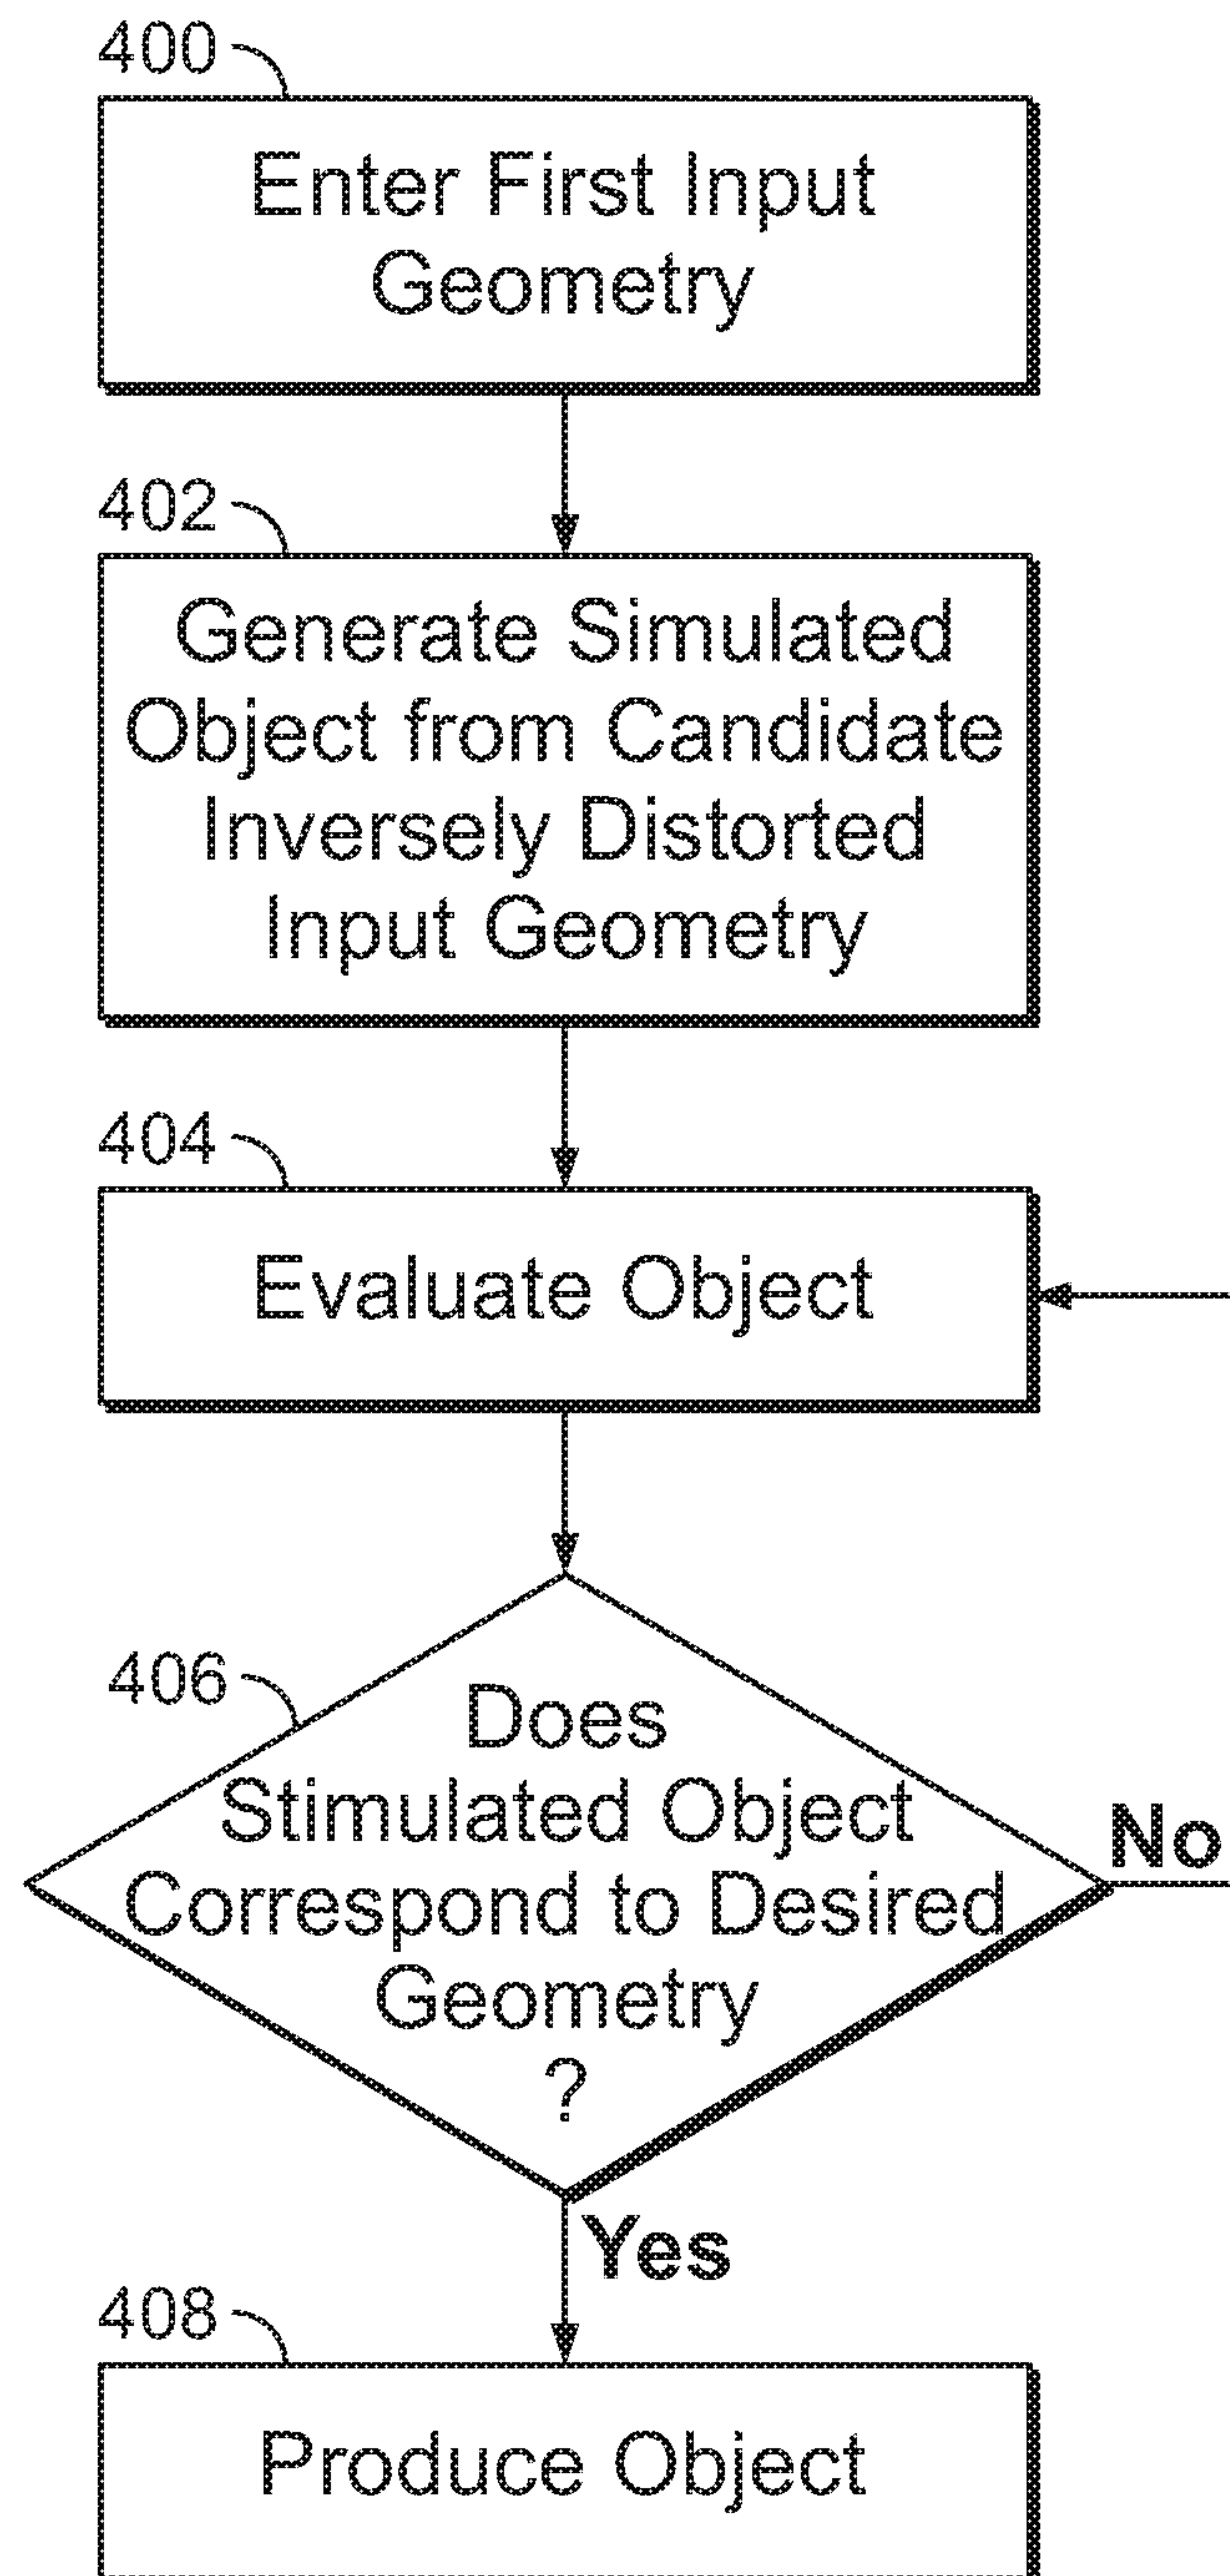 400
Enter First Input
Geometry
402
Generate Simulated
Object from Candidate
Inversely Distorted
Input Geometry
404
Evaluate Object
406
Does
Stimulated Object
Correspond to Desired
Geometry
?
No
Yes
408
Produce Object